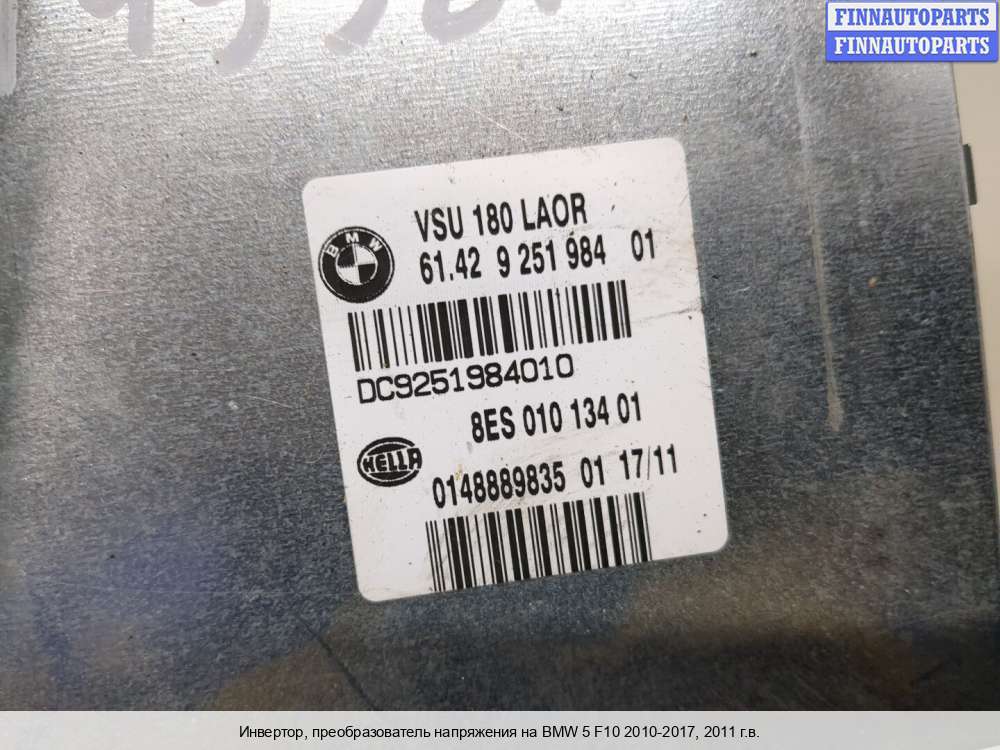 FINNAUTOPARTS
FINNAUTOPARTS
BMW
VSU 180 LAOR
61.42 9 251 984 01
DC9251984010
8ES 010 134 01
HELLA
0148889835 01 17/11
Инвертор, преобразователь напряжения на BMW 5 F10 2010-2017, 2011 г.в.